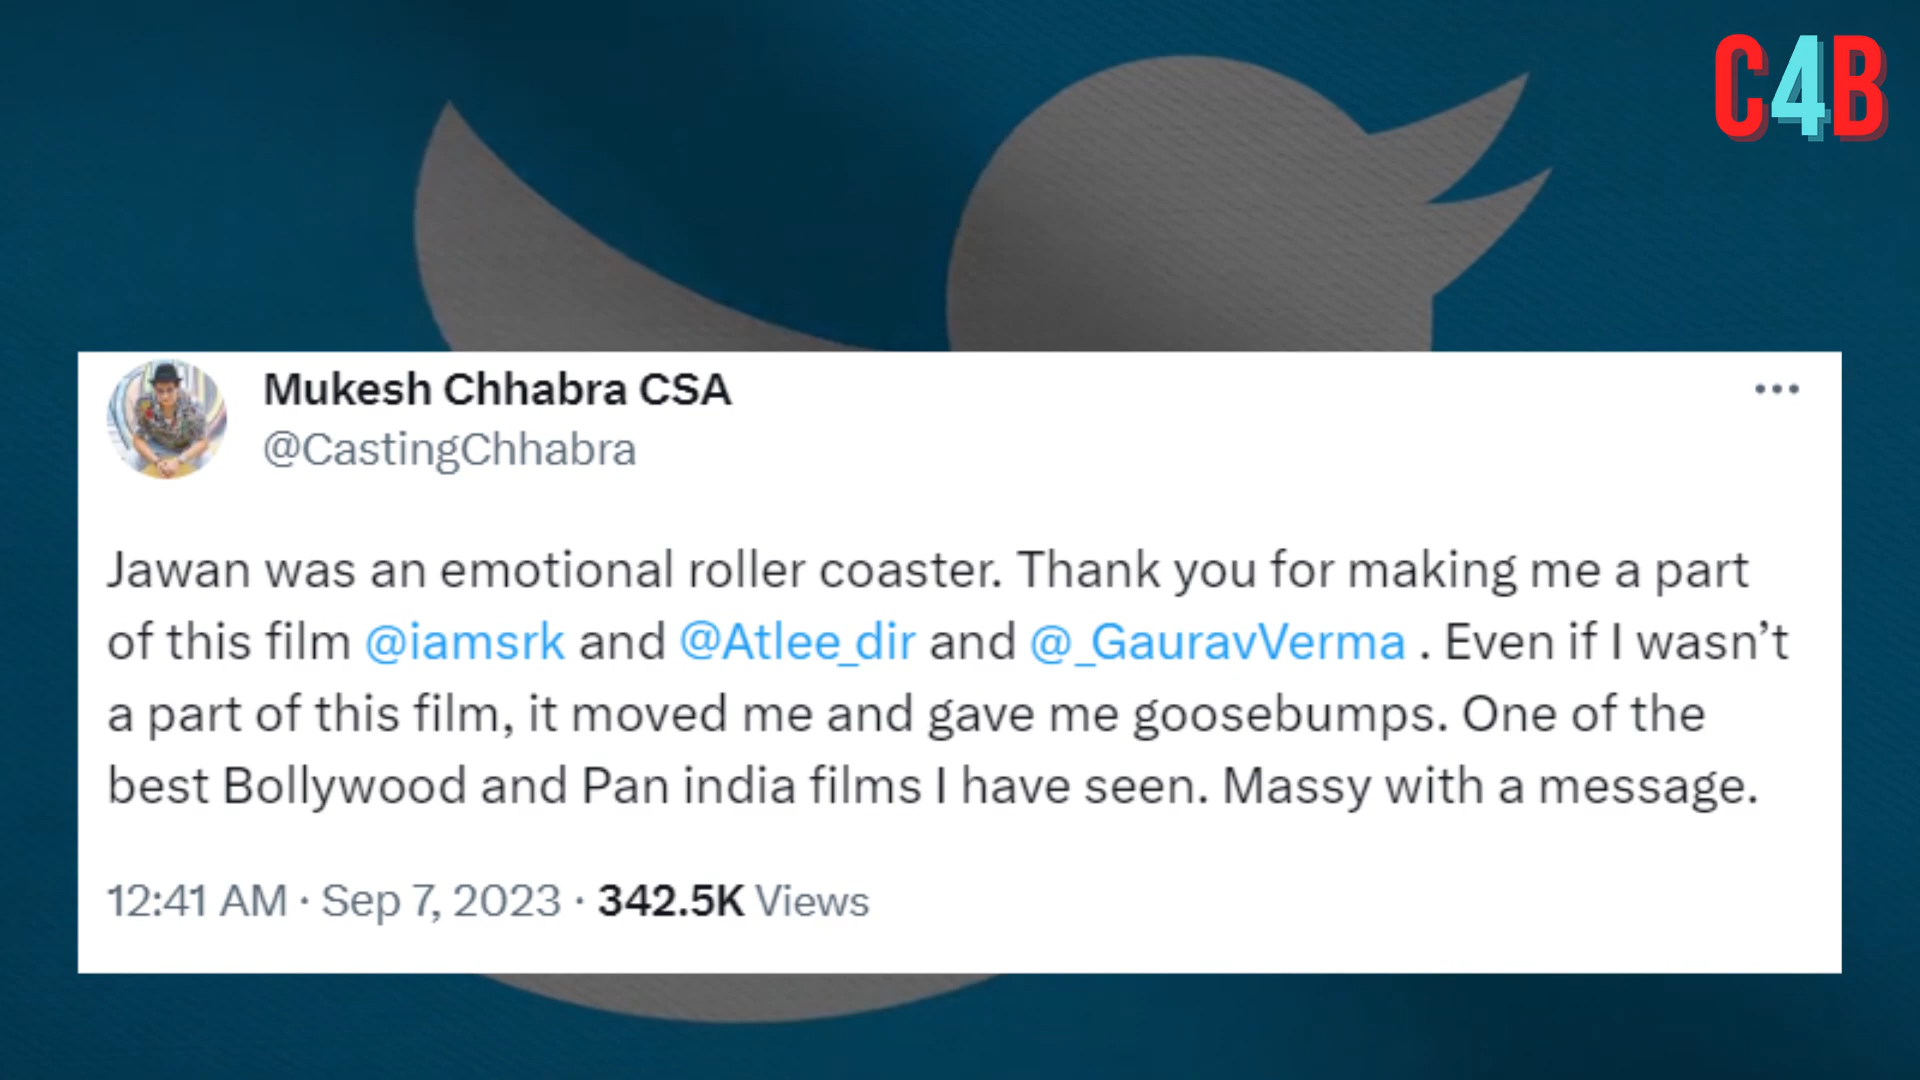 C4B
Mukesh Chhabra CSA
@CastingChhabra
Jawan was an emotional roller coaster. Thank you for making me a part
of this film @iamsrk and @Atlee_dir and @_GauravVerma . Even if I wasn’t
a part of this film, it moved me and gave me goosebumps. One of the
best Bollywood and Pan india films I have seen. Massy with a message.
12:41 AM · Sep 7, 2023 · 342.5K Views